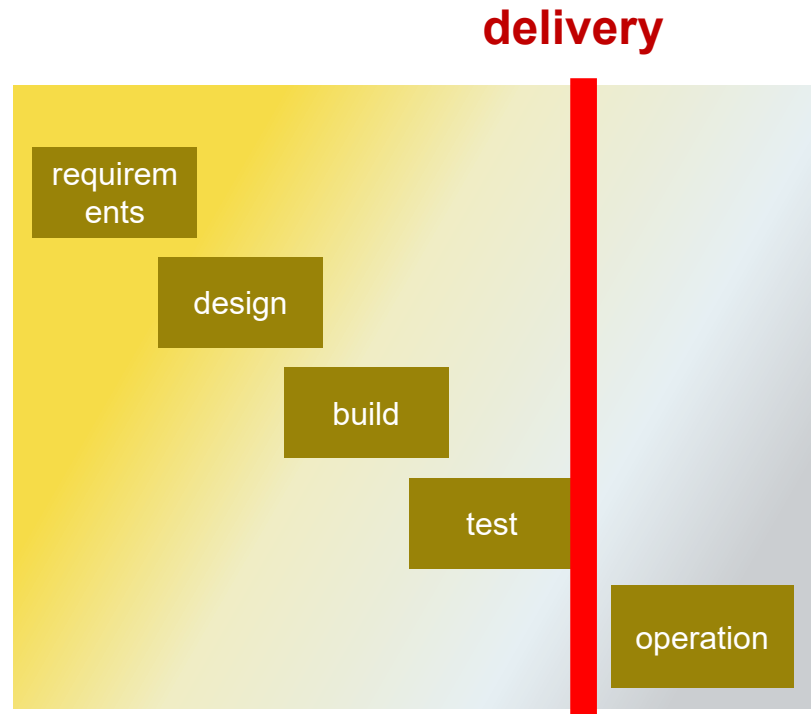 delivery
requirem
ents
design
build
test
operation